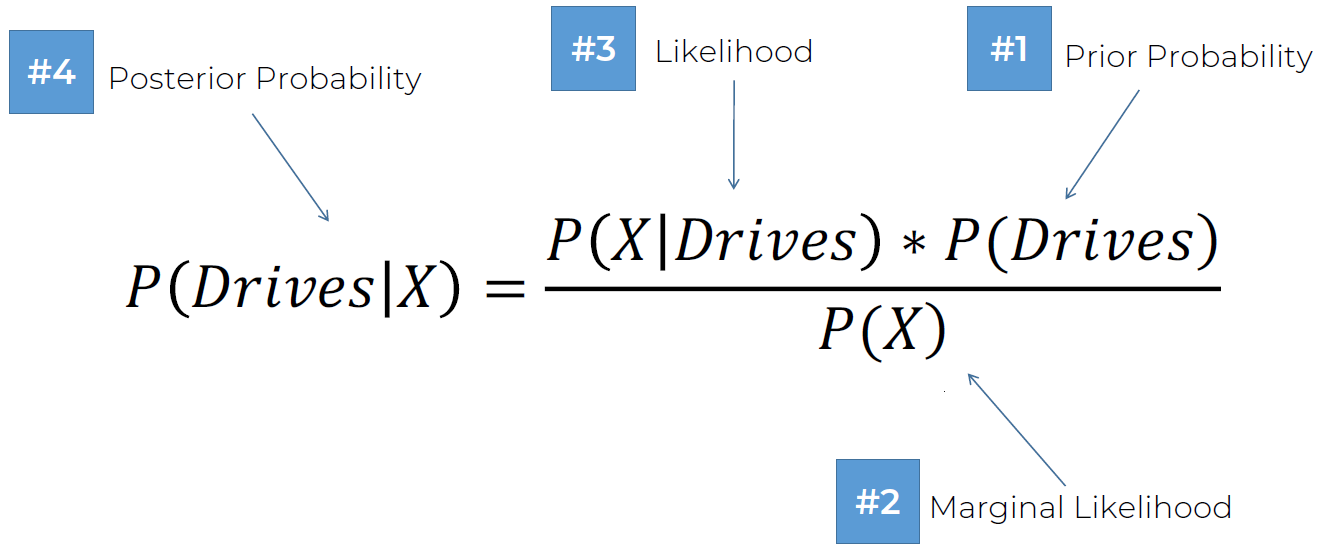 #4 Posterior Probability
#3 Likelihood
#1 Prior Probability
P(Drives|X) = P(X|Drives) * P(Drives)
P(X)
#2 Marginal Likelihood